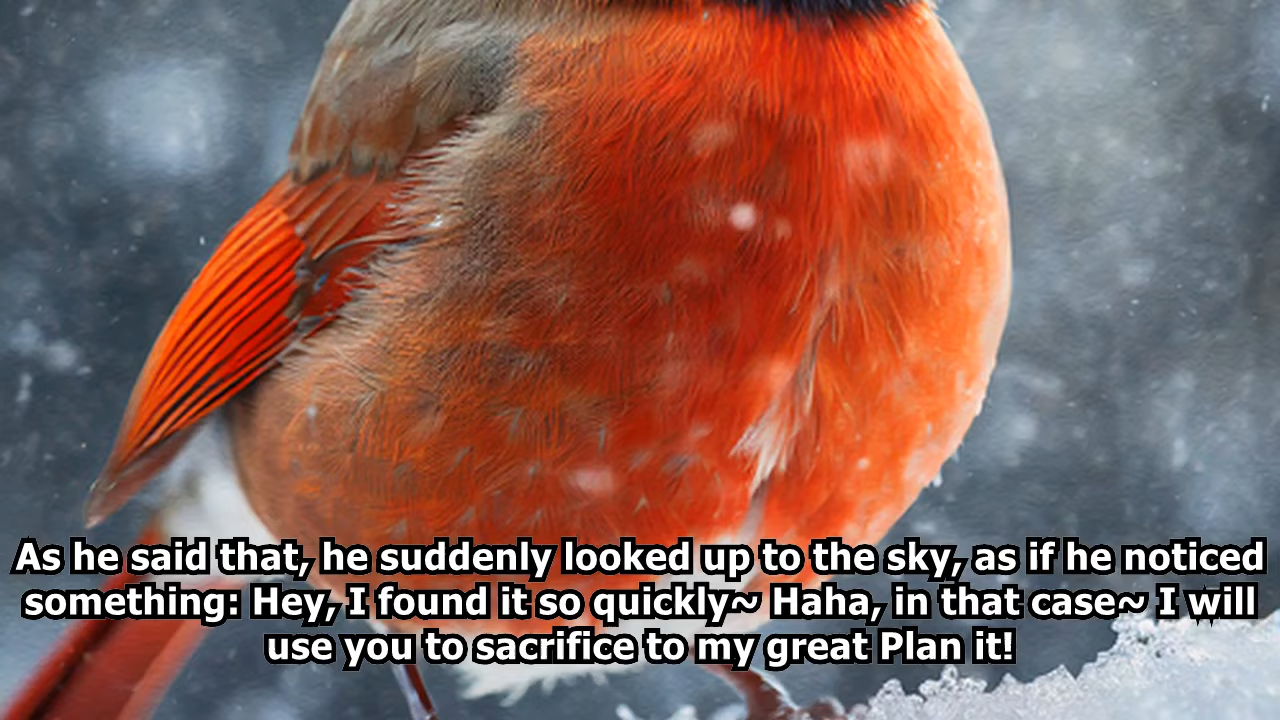 As he said that, he suddenly looked up to the sky, as if he noticed
something: Hey, I found it so quickly~ Haha, in that case~ I will
use you to sacrifice to my great Plan it!